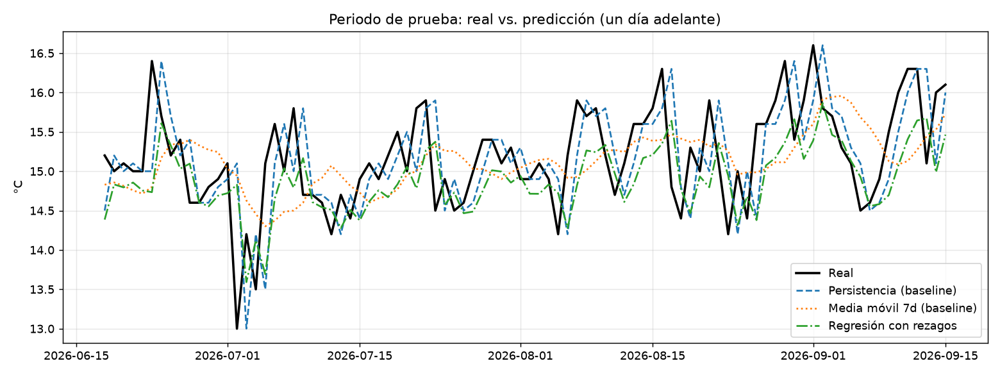 Periodo de prueba: real vs. predicción (un día adelante)
°C
16.5
16.0
15.5
15.0
14.5
14.0
13.5
13.0
Real
Persistencia (baseline)
Media móvil 7d (baseline)
Regresión con rezagos
2026-06-15 2026-07-01 2026-07-15 2026-08-01 2026-08-15 2026-09-01 2026-09-15